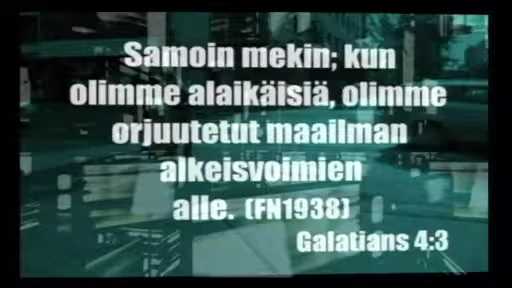 Samoin mekin; kun
olimme alaikäisiä, olimme
orjuutetut maailman
alkeisvoimien
alle. (FN1938)
Galatians 4:3